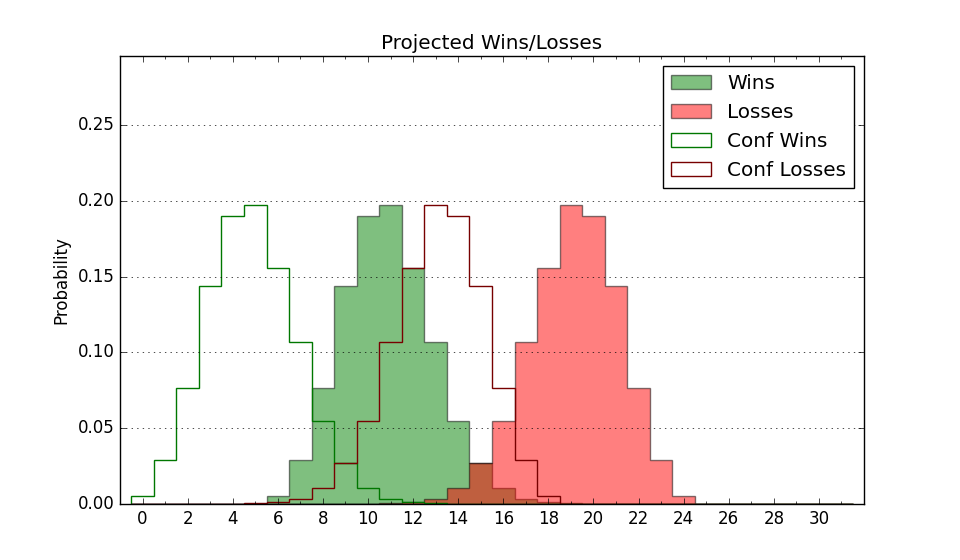 Projected Wins/Losses
Wins
Losses
Conf Wins
Conf Losses
Probability
0.25
0.20
0.15
0.10
0.05
0.00
0 2 4 6 8 10 12 14 16 18 20 22 24 26 28 30